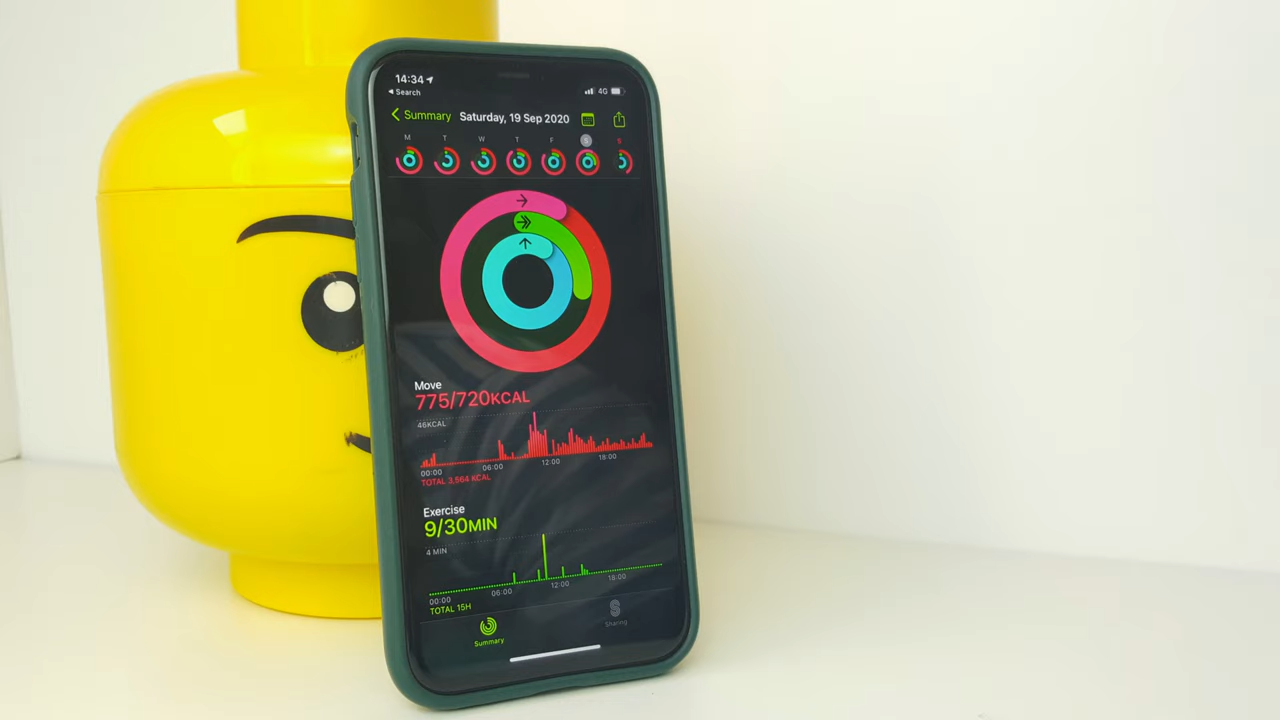 14:34
Search
4G
Summary Saturday, 19 Sep 2020
M T W T F S S
Move
775/720KCAL
46KCAL
00:00 06:00 12:00 18:00
TOTAL 3,564 KCAL
Exercise
9/30MIN
4 MIN
00:00 06:00 12:00 18:00
TOTAL 15H
Summary Sharing